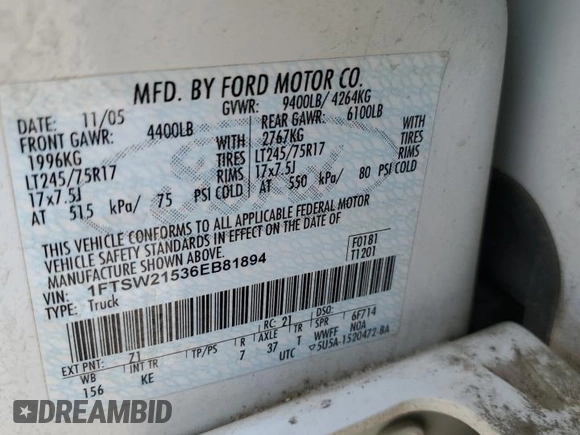 MFD. BY FORD MOTOR CO.
DATE: 11/05 GVWR: 9400LB/ 4264KG
FRONT GAWR: 4400LB REAR GAWR: 6100LB
1996KG WITH 2767KG WITH
LT245/75R17 TIRES LT245/75R17 TIRES
17x7.5J RIMS 17x7.5J RIMS
AT 515 kPa/ 75 PSI COLD AT 550 kPa/ 80 PSI COLD
THIS VEHICLE CONFORMS TO ALL APPLICABLE FEDERAL MOTOR
VEHICLE SAFETY STANDARDS IN EFFECT ON THE DATE OF
MANUFACTURE SHOWN ABOVE.
VIN: 1FTSW21536EB81894 F0181
TYPE: Truck T1201
EXT PNT: Z1 RC: 21 DSO:
WB INT TR TP/PS R AXLE TR SPR 6F714
156 KE 7 37 T WWFF NOA
UTC 5U5A-1520472-BA
DREAMBID